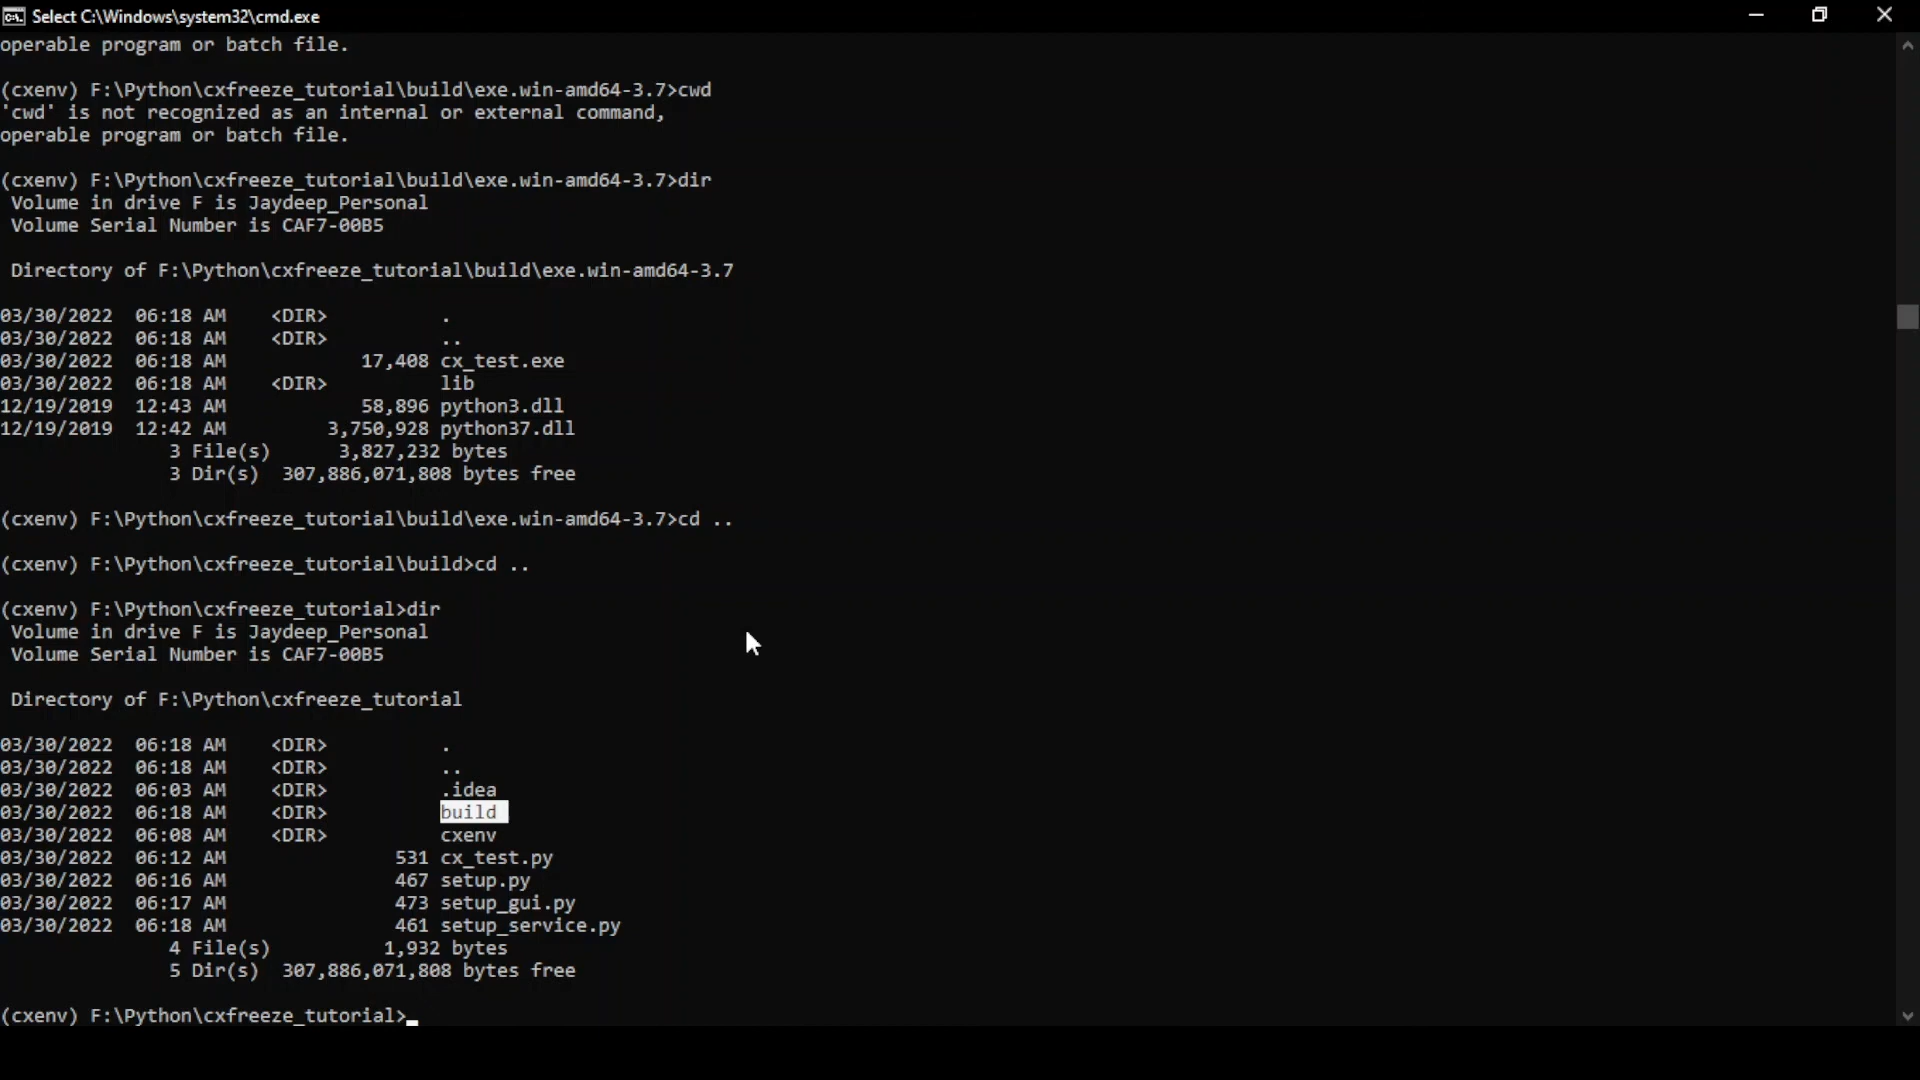 Select C:\Windows\system32\cmd.exe
operable program or batch file.
(cxenv) F:\Python\cxfreeze_tutorial\build\exe.win-amd64-3.7>cwd
'cwd' is not recognized as an internal or external command,
operable program or batch file.
(cxenv) F:\Python\cxfreeze_tutorial\build\exe.win-amd64-3.7>dir
Volume in drive F is Jaydeep_Personal
Volume Serial Number is CAF7-00B5
Directory of F:\Python\cxfreeze_tutorial\build\exe.win-amd64-3.7
03/30/2022  06:18 AM    <DIR>          .
03/30/2022  06:18 AM    <DIR>          ..
03/30/2022  06:18 AM            17,408 cx_test.exe
03/30/2022  06:18 AM    <DIR>          lib
12/19/2019  12:43 AM            58,896 python3.dll
12/19/2019  12:42 AM         3,750,928 python37.dll
3 File(s)      3,827,232 bytes
3 Dir(s)  307,886,071,808 bytes free
(cxenv) F:\Python\cxfreeze_tutorial\build\exe.win-amd64-3.7>cd ..
(cxenv) F:\Python\cxfreeze_tutorial\build>cd ..
(cxenv) F:\Python\cxfreeze_tutorial>dir
Volume in drive F is Jaydeep_Personal
Volume Serial Number is CAF7-00B5
Directory of F:\Python\cxfreeze_tutorial
03/30/2022  06:18 AM    <DIR>          .
03/30/2022  06:18 AM    <DIR>          ..
03/30/2022  06:03 AM    <DIR>          .idea
03/30/2022  06:18 AM    <DIR>          build
03/30/2022  06:08 AM    <DIR>          cxenv
03/30/2022  06:12 AM               531 cx_test.py
03/30/2022  06:16 AM               467 setup.py
03/30/2022  06:17 AM               473 setup_gui.py
03/30/2022  06:18 AM               461 setup_service.py
4 File(s)          1,932 bytes
5 Dir(s)  307,886,071,808 bytes free
(cxenv) F:\Python\cxfreeze_tutorial>